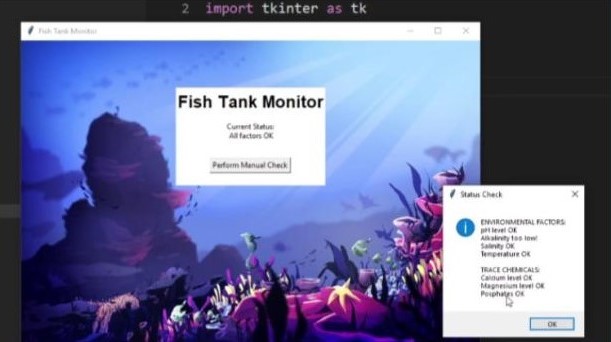 2 import tkinter as tk
Fish Tank Monitor
Fish Tank Monitor
Current Status:
All factors OK
Perform Manual Check
Status Check
ENVIRONMENTAL FACTORS:
pH level OK
Alkalinity too low!
Salinity OK
Temperature OK
TRACE CHEMICALS:
Calcium level OK
Magnesium level OK
Posphates OK
OK